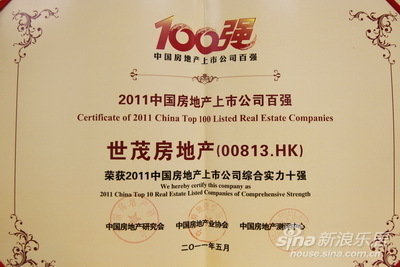 100强
中国房地产上市公司百强
2011中国房地产上市公司百强
Certificate of 2011 China Top 100 Listed Real Estate Companies
世茂房地产(00813.HK)
荣获2011中国房地产上市公司综合实力十强
We hereby certify this company as
2011 China Top 10 Real Estate Listed Companies of Comprehensive Strength
中国房地产研究会 中国房地产业协会 中国房地产测评中心
二〇一一年五月
sina新浪乐居
house.sina.com.cn